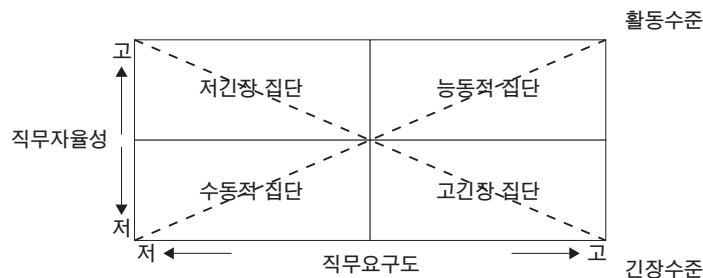 활동수준
고
저긴장 집단
능동적 집단
직무자율성
수동적 집단
고긴장 집단
저
저
고
직무요구도
긴장수준